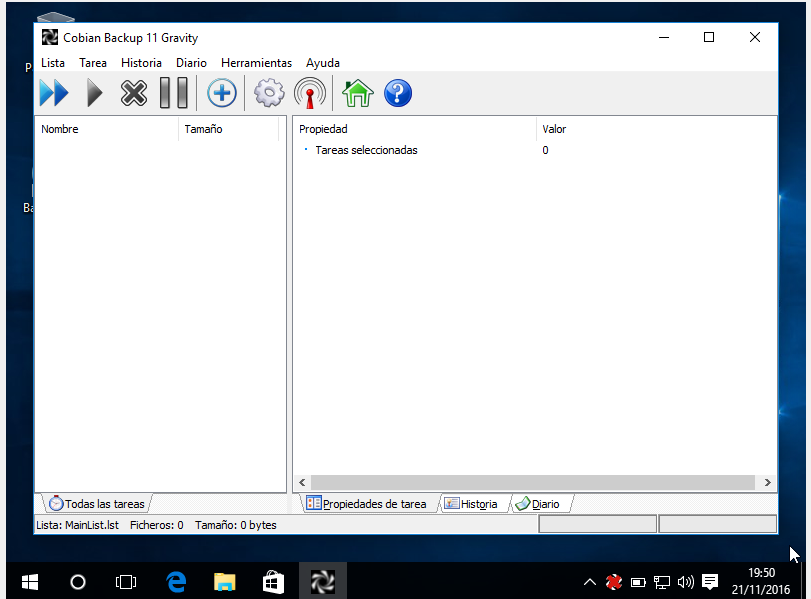 Cobian Backup 11 Gravity
Lista Tarea Historia Diario Herramientas Ayuda
Nombre Tamaño
Propiedad Valor
Tareas seleccionadas 0
Todas las tareas
Propiedades de tarea Historia Diario
Lista: MainList.lst Ficheros: 0 Tamaño: 0 bytes
19:50
21/11/2016